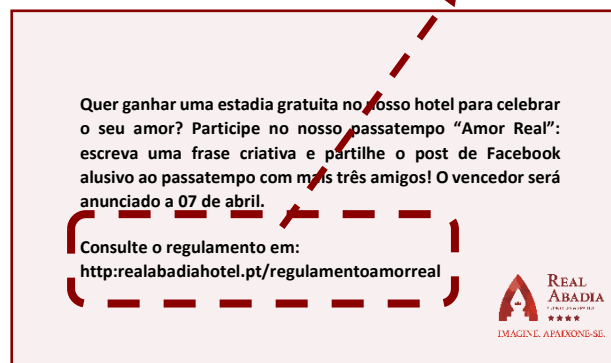 Quer ganhar uma estadia gratuita no nosso hotel para celebrar
o seu amor? Participe no nosso passatempo “Amor Real”:
escreva uma frase criativa e partilhe o post de Facebook
alusivo ao passatempo com mais três amigos! O vencedor será
anunciado a 07 de abril.
Consulte o regulamento em:
http:realabadiahotel.pt/regulamentoamorreal
REAL
ABADIA
IMAGINE. APAIXONE-SE.